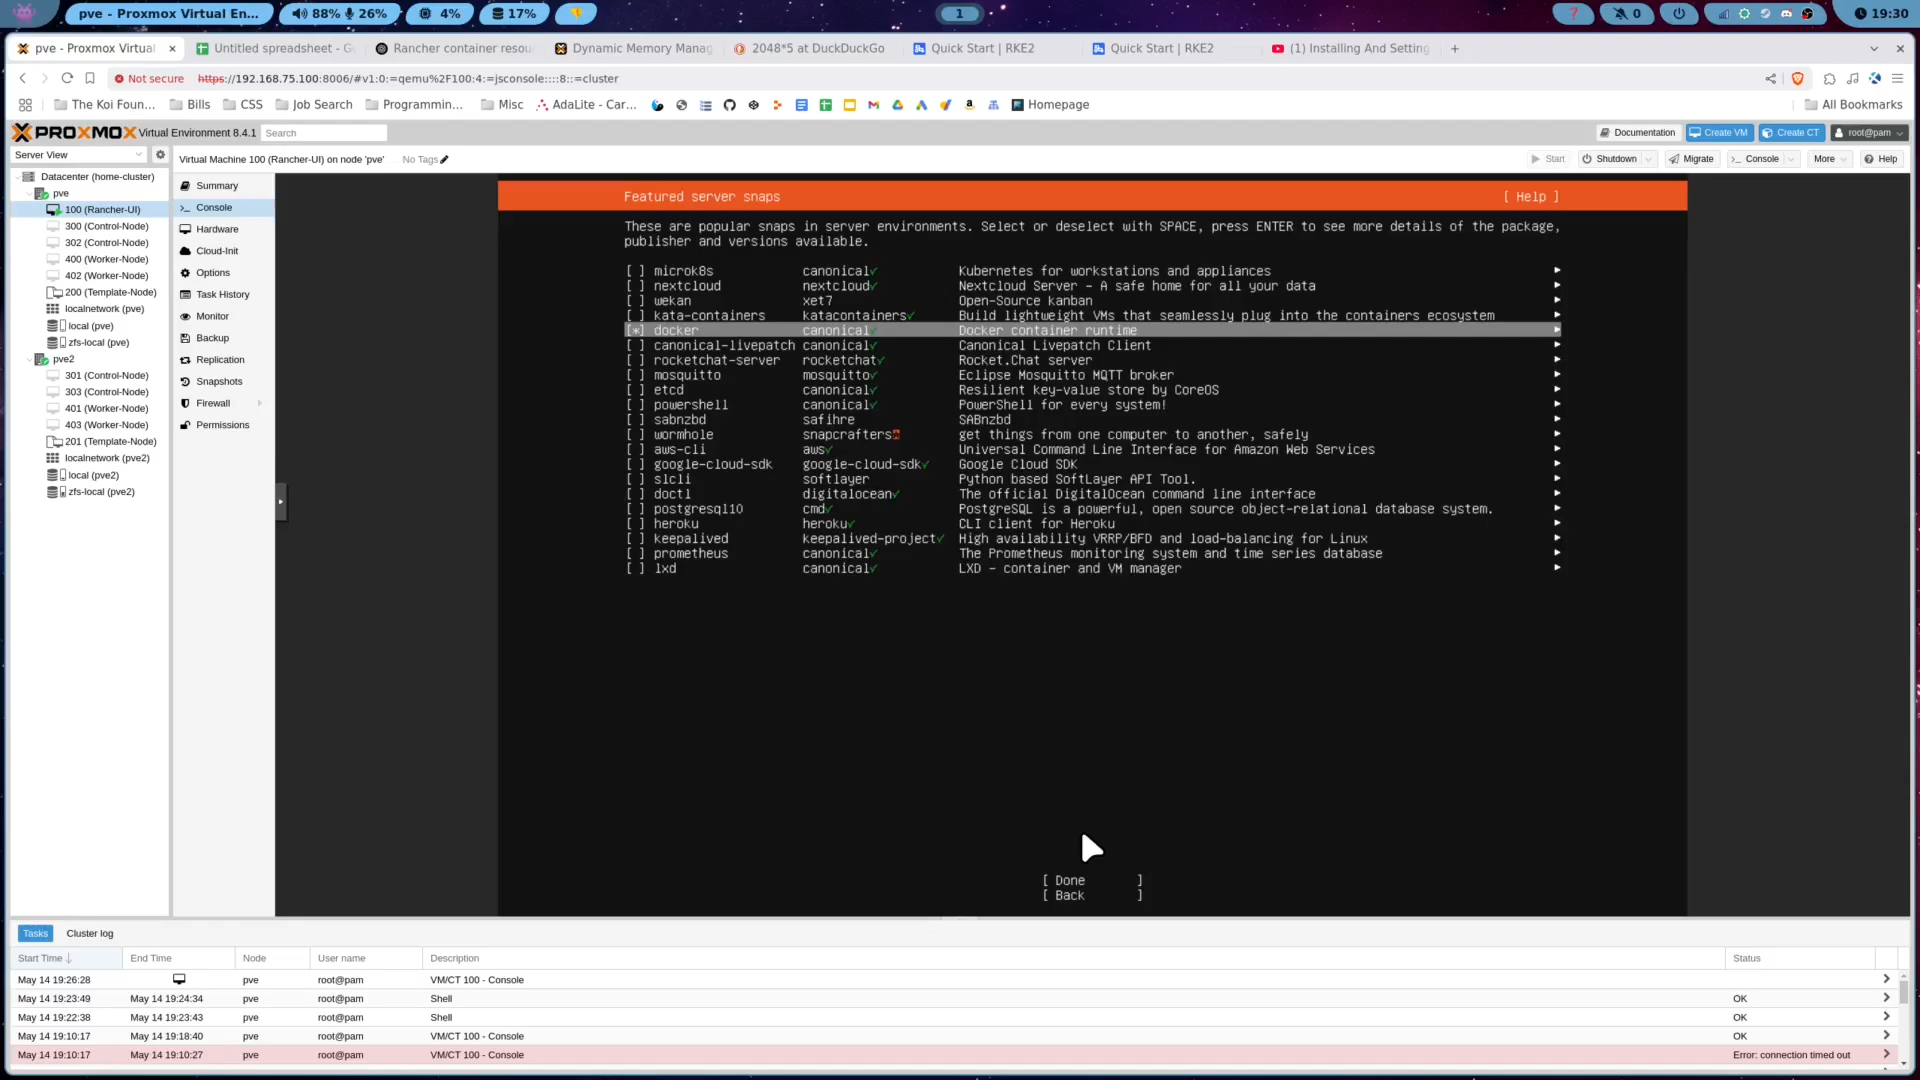 pve - Proxmox Virtual En...
88% 26%
4%
17%
1
? 0
19:30
pve - Proxmox Virtual
Untitled spreadsheet - G
Rancher container resou
Dynamic Memory Manag
2048*5 at DuckDuckGo
Quick Start | RKE2
Quick Start | RKE2
(1) Installing And Setting
Not secure https://192.168.75.100:8006/#v1:0:=qemu%2F100:4:=jsconsole::::8::=cluster
The Koi Foun...
Bills
CSS
Job Search
Programmin...
Misc
AdaLite - Car...
Homepage
All Bookmarks
PROXMOX Virtual Environment 8.4.1 Search
Documentation
Create VM
Create CT
root@pam
Server View
Virtual Machine 100 (Rancher-UI) on node 'pve'
No Tags
Start
Shutdown
Migrate
Console
More
Help
Datacenter (home-cluster)
pve
100 (Rancher-UI)
300 (Control-Node)
302 (Control-Node)
400 (Worker-Node)
402 (Worker-Node)
200 (Template-Node)
localnetwork (pve)
local (pve)
zfs-local (pve)
pve2
301 (Control-Node)
303 (Control-Node)
401 (Worker-Node)
403 (Worker-Node)
201 (Template-Node)
localnetwork (pve2)
local (pve2)
zfs-local (pve2)
Summary
Console
Hardware
Cloud-Init
Options
Task History
Monitor
Backup
Replication
Snapshots
Firewall
Permissions
Featured server snaps [ Help ]
These are popular snaps in server environments. Select or deselect with SPACE, press ENTER to see more details of the package,
publisher and versions available.
[ ] microk8s canonical✓ Kubernetes for workstations and appliances ▸
[ ] nextcloud nextcloud✓ Nextcloud Server - A safe home for all your data ▸
[ ] wekan xet7 Open-Source kanban ▸
[ ] kata-containers katacontainers✓ Build lightweight VMs that seamlessly plug into the containers ecosystem ▸
[*] docker canonical✓ Docker container runtime ▸
[ ] canonical-livepatch canonical✓ Canonical Livepatch Client ▸
[ ] rocketchat-server rocketchat✓ Rocket.Chat server ▸
[ ] mosquitto mosquitto✓ Eclipse Mosquitto MQTT broker ▸
[ ] etcd canonical✓ Resilient key-value store by CoreOS ▸
[ ] powershell canonical✓ PowerShell for every system! ▸
[ ] sabnzbd safihre SABnzbd ▸
[ ] wormhole snapcrafters get things from one computer to another, safely ▸
[ ] aws-cli aws✓ Universal Command Line Interface for Amazon Web Services ▸
[ ] google-cloud-sdk google-cloud-sdk✓ Google Cloud SDK ▸
[ ] slcli softlayer Python based SoftLayer API Tool. ▸
[ ] doctl digitalocean✓ The official DigitalOcean command line interface ▸
[ ] postgresql10 cmd✓ PostgreSQL is a powerful, open source object-relational database system. ▸
[ ] heroku heroku✓ CLI client for Heroku ▸
[ ] keepalived keepalived-project✓ High availability VRRP/BFD and load-balancing for Linux ▸
[ ] prometheus canonical✓ The Prometheus monitoring system and time series database ▸
[ ] lxd canonical✓ LXD - container and VM manager ▸
[ Done ]
[ Back ]
Tasks Cluster log
Start Time End Time Node User name Description Status
May 14 19:26:28 pve root@pam VM/CT 100 - Console
May 14 19:23:49 May 14 19:24:34 pve root@pam Shell OK
May 14 19:22:38 May 14 19:23:43 pve root@pam Shell OK
May 14 19:10:17 May 14 19:18:40 pve root@pam VM/CT 100 - Console OK
May 14 19:10:17 May 14 19:10:27 pve root@pam VM/CT 100 - Console Error: connection timed out